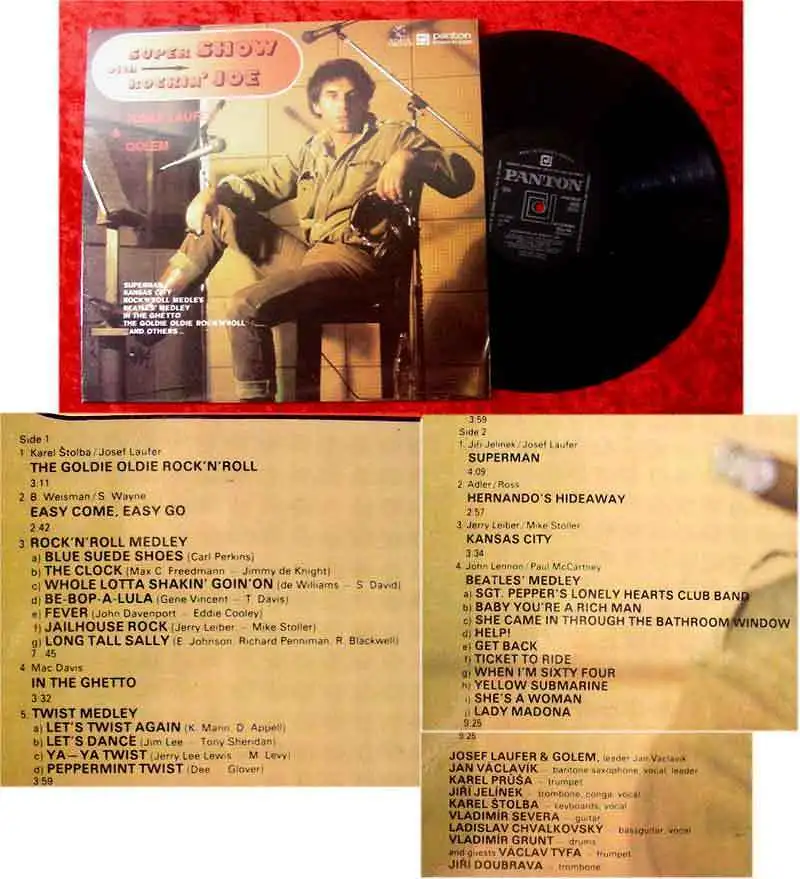 SUPER SHOW
WITH
ROCKIN' JOE
panton
JOSEF LAUFER
&
GOLEM
SUPERMAN
KANSAS CITY
ROCK'N'ROLL MEDLEY
BEATLES' MEDLEY
IN THE GHETTO
THE GOLDIE OLDIE ROCK'N'ROLL
AND OTHERS...
PANTON
Side 1
1 Karel Štolba/Josef Laufer
THE GOLDIE OLDIE ROCK'N'ROLL
3:11
2 B. Weisman/S. Wayne
EASY COME, EASY GO
2:42
3 ROCK'N'ROLL MEDLEY
a) BLUE SUEDE SHOES (Carl Perkins)
b) THE CLOCK (Max C. Freedmann – Jimmy de Knight)
c) WHOLE LOTTA SHAKIN' GOIN'ON (de Williams – S. David)
d) BE-BOP-A-LULA (Gene Vincent – T. Davis)
e) FEVER (John Davenport – Eddie Cooley)
f) JAILHOUSE ROCK (Jerry Leiber – Mike Stoller)
g) LONG TALL SALLY (E. Johnson, Richard Penniman, R. Blackwell)
7:45
4 Mac Davis
IN THE GHETTO
3:32
5. TWIST MEDLEY
a) LET'S TWIST AGAIN (K. Mann, D. Appell)
b) LET'S DANCE (Jim Lee – Tony Sheridan)
c) YA–YA TWIST (Jerry Lee Lewis – M. Levy)
d) PEPPERMINT TWIST (Dee – Glover)
3:59
3:59
Side 2
1. Jiří Jelínek/Josef Laufer
SUPERMAN
4:09
2 Adler/Ross
HERNANDO'S HIDEAWAY
2:57
3 Jerry Leiber/Mike Stoller
KANSAS CITY
3:34
4 John Lennon/Paul McCartney
BEATLES' MEDLEY
a) SGT. PEPPER'S LONELY HEARTS CLUB BAND
b) BABY YOU'RE A RICH MAN
c) SHE CAME IN THROUGH THE BATHROOM WINDOW
d) HELP!
e) GET BACK
f) TICKET TO RIDE
g) WHEN I'M SIXTY FOUR
h) YELLOW SUBMARINE
i) SHE'S A WOMAN
j) LADY MADONA
9:25
9:25
JOSEF LAUFER & GOLEM, leader Jan Václavík
JAN VÁCLAVÍK – baritone saxophone, vocal, leader
KAREL PRŮŠA – trumpet
JIŘÍ JELÍNEK – trombone, conga, vocal
KAREL ŠTOLBA – keyboards, vocal
VLADIMÍR SEVERA – guitar
LADISLAV CHVALKOVSKÝ – bassguitar, vocal
VLADIMÍR GRUNT – drums
and guests VÁCLAV TÝFA – trumpet
JIŘÍ DOUBRAVA – trombone